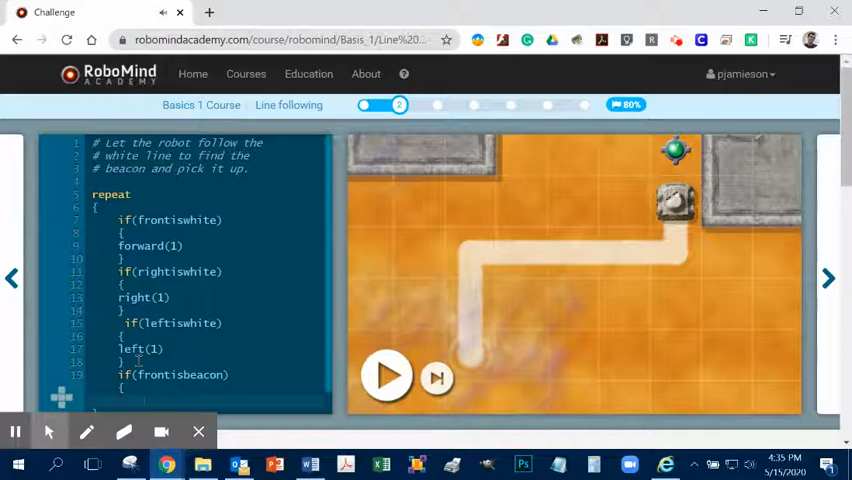 Challenge
robomindacademy.com/course/robomind/Basis_1/Line%20...
ROBOMIND
ACADEMY
Home
Courses
Education
About
pjamieson
Basics 1 Course
Line following
2
80%
1 # Let the robot follow the
2 # white line to find the
3 # beacon and pick it up.
4
5 repeat
6 {
7 if(frontiswhite)
8 {
9 forward(1)
10 }
11 if(rightiswhite)
12 {
13 right(1)
14 }
15 if(leftiswhite)
16 {
17 left(1)
18 }
19 if(frontisbeacon)
{
}
4:35 PM
5/15/2020